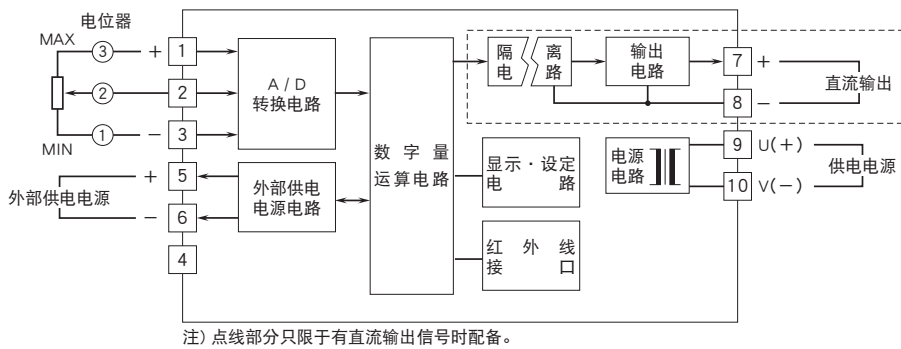 电位器
MAX
③
+
1
②
2
①
−
3
MIN
A / D
转换电路
外部供电电源
+
5
−
6
4
外部供电
电源电路
数字量
运算电路
隔离
电路
输出
电路
7
+
8
−
直流输出
显示·设定
电路
红外线
接口
电源
电路
9
U(+)
10
V(−)
供电电源
注) 点线部分只限于有直流输出信号时配备。